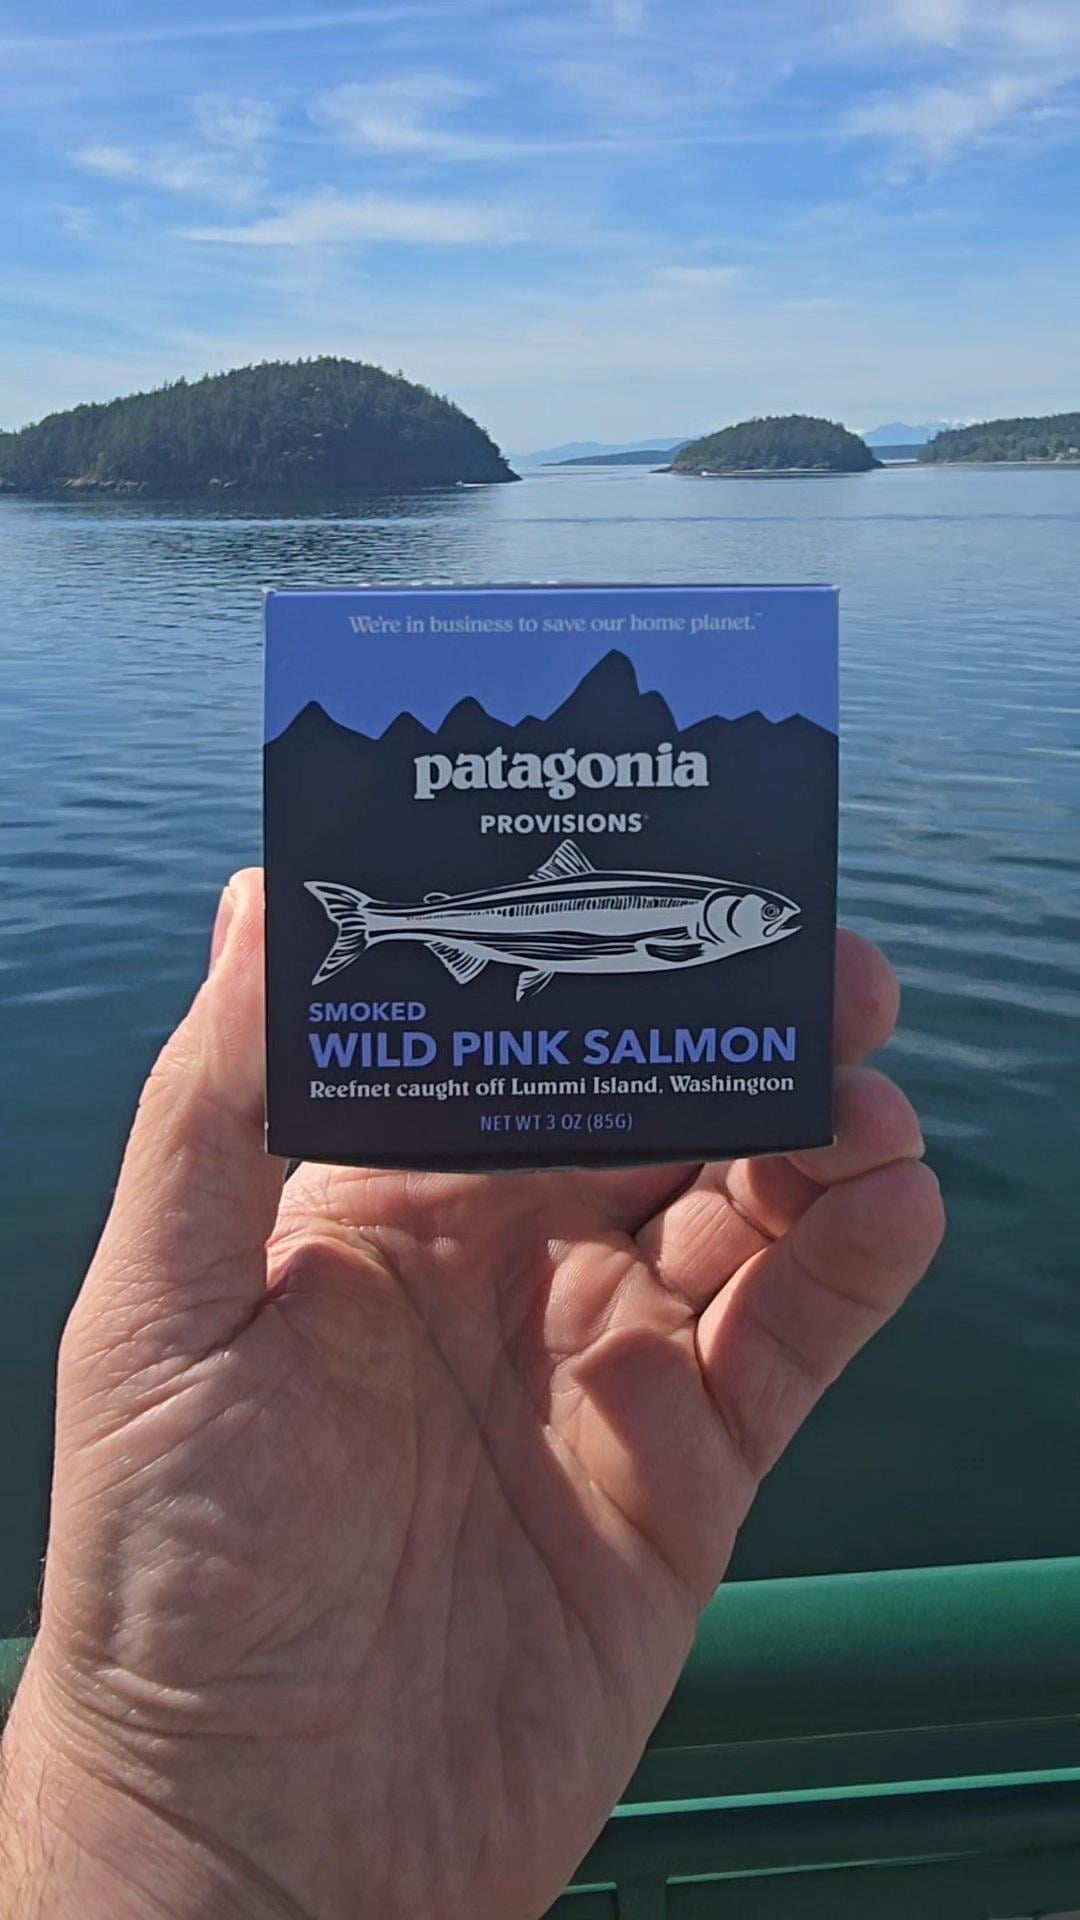 We're in business to save our home planet.™
patagonia
PROVISIONS
SMOKED
WILD PINK SALMON
Reefnet caught off Lummi Island, Washington
NET WT 3 OZ (85G)